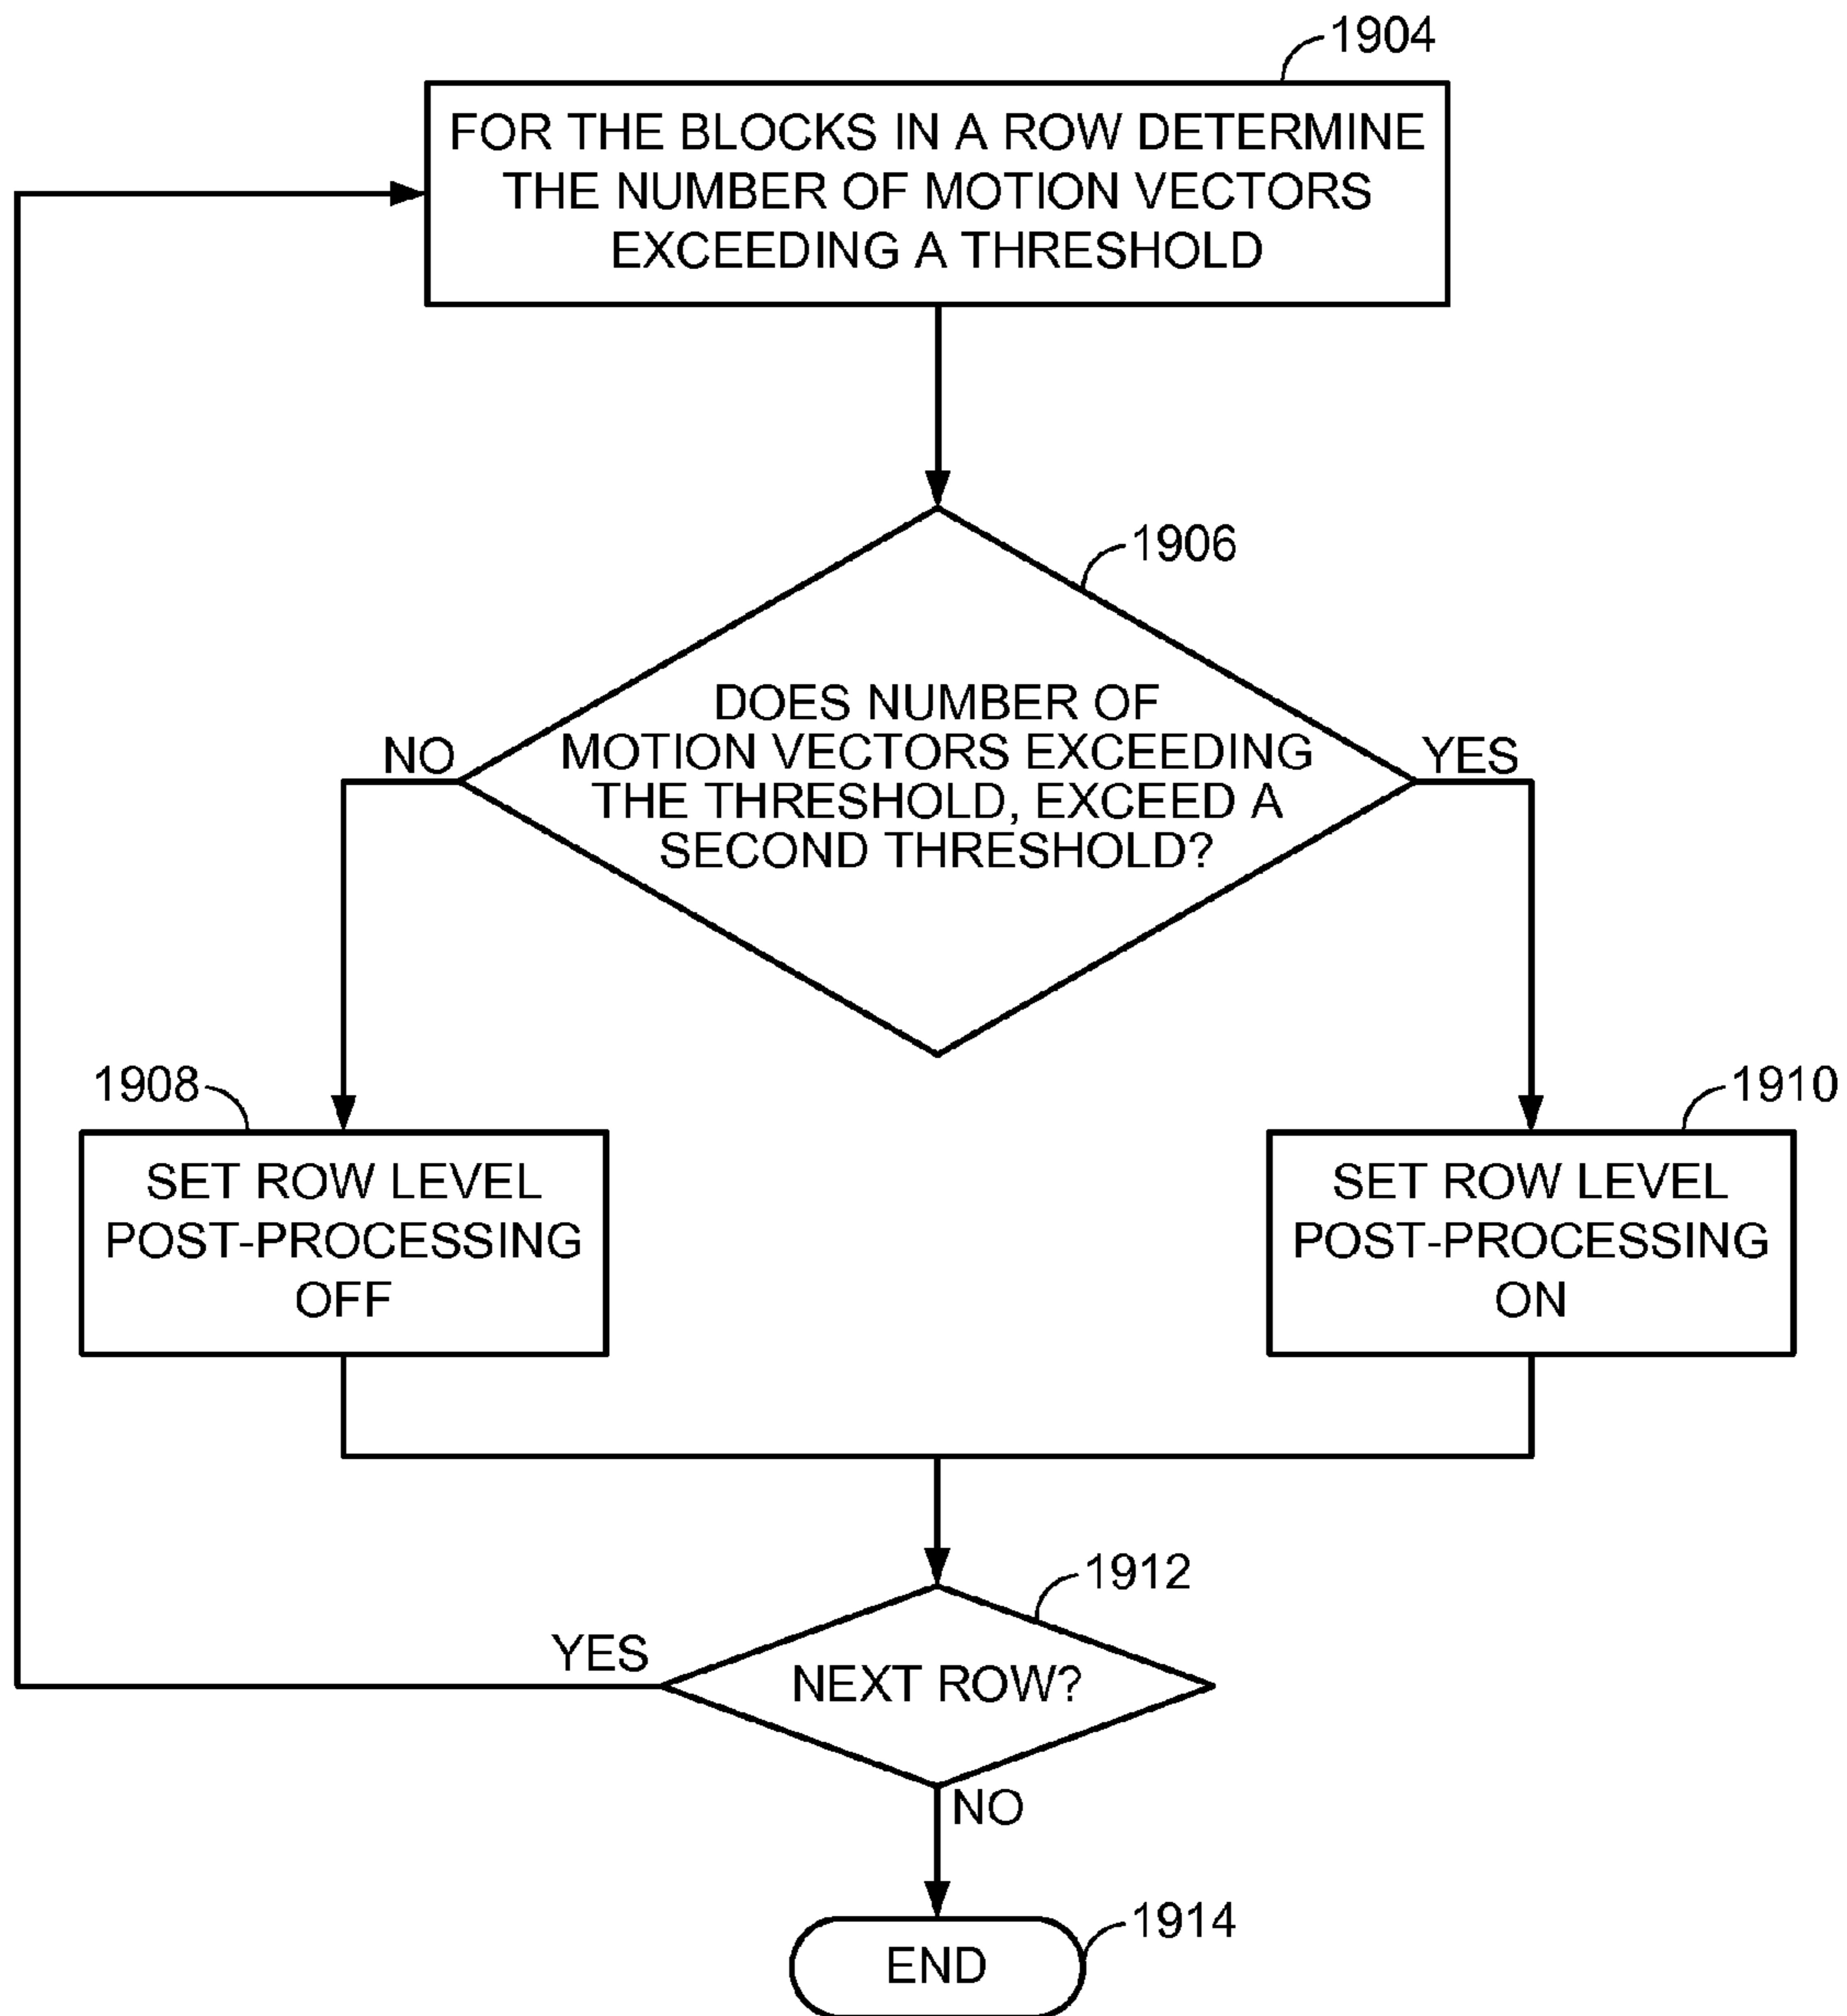 1904
FOR THE BLOCKS IN A ROW DETERMINE
THE NUMBER OF MOTION VECTORS
EXCEEDING A THRESHOLD
1906
DOES NUMBER OF
MOTION VECTORS EXCEEDING
THE THRESHOLD, EXCEED A
SECOND THRESHOLD?
NO
YES
1908
SET ROW LEVEL
POST-PROCESSING
OFF
1910
SET ROW LEVEL
POST-PROCESSING
ON
1912
NEXT ROW?
YES
NO
1914
END